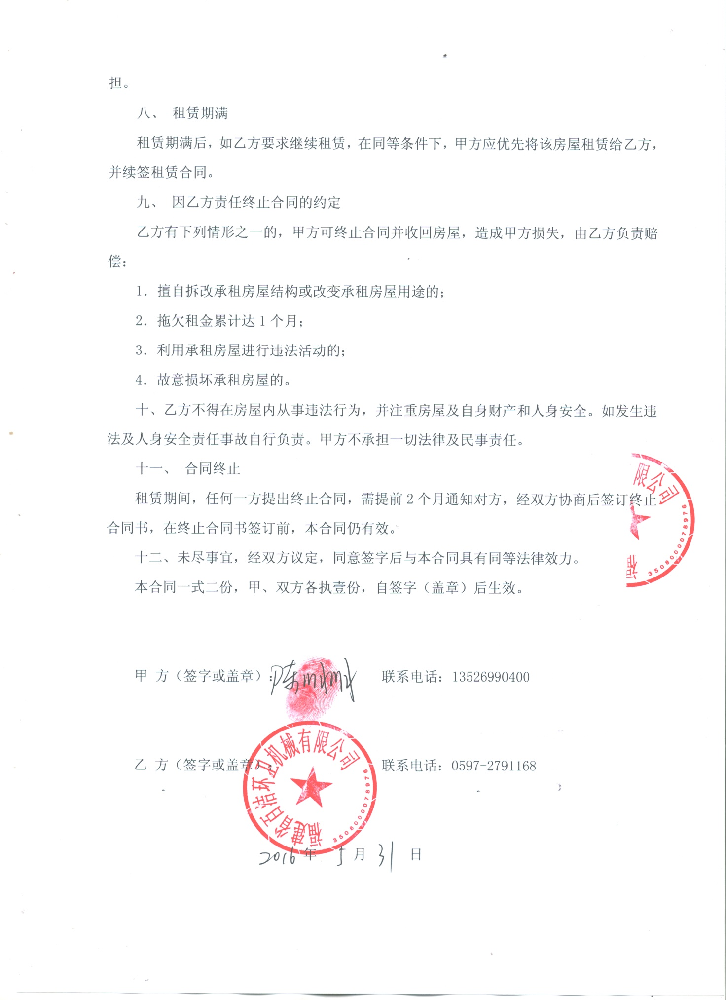 担。
八、 租赁期满
租赁期满后，如乙方要求继续租赁，在同等条件下，甲方应优先将该房屋租赁给乙方，
并续签租赁合同。
九、 因乙方责任终止合同的约定
乙方有下列情形之一的，甲方可终止合同并收回房屋，造成甲方损失，由乙方负责赔
偿：
1．擅自拆改承租房屋结构或改变承租房屋用途的；
2．拖欠租金累计达 1 个月；
3．利用承租房屋进行违法活动的；
4．故意损坏承租房屋的。
十、乙方不得在房屋内从事违法行为，并注重房屋及自身财产和人身安全。如发生违
法及人身安全责任事故自行负责。甲方不承担一切法律及民事责任。
十一、 合同终止
租赁期间，任何一方提出终止合同，需提前 2 个月通知对方，经双方协商后签订终止
合同书，在终止合同书签订前，本合同仍有效。
限公司
福
3508000078976
十二、未尽事宜，经双方议定，同意签字后与本合同具有同等法律效力。
本合同一式二份，甲、双方各执壹份，自签字（盖章）后生效。
甲 方（签字或盖章）：陈 联系电话：13526990400
乙 方（签字或盖章）： 联系电话：0597-2791168
福建省百洁环卫机械有限公司
3508000078976
2016 年 5 月 31 日